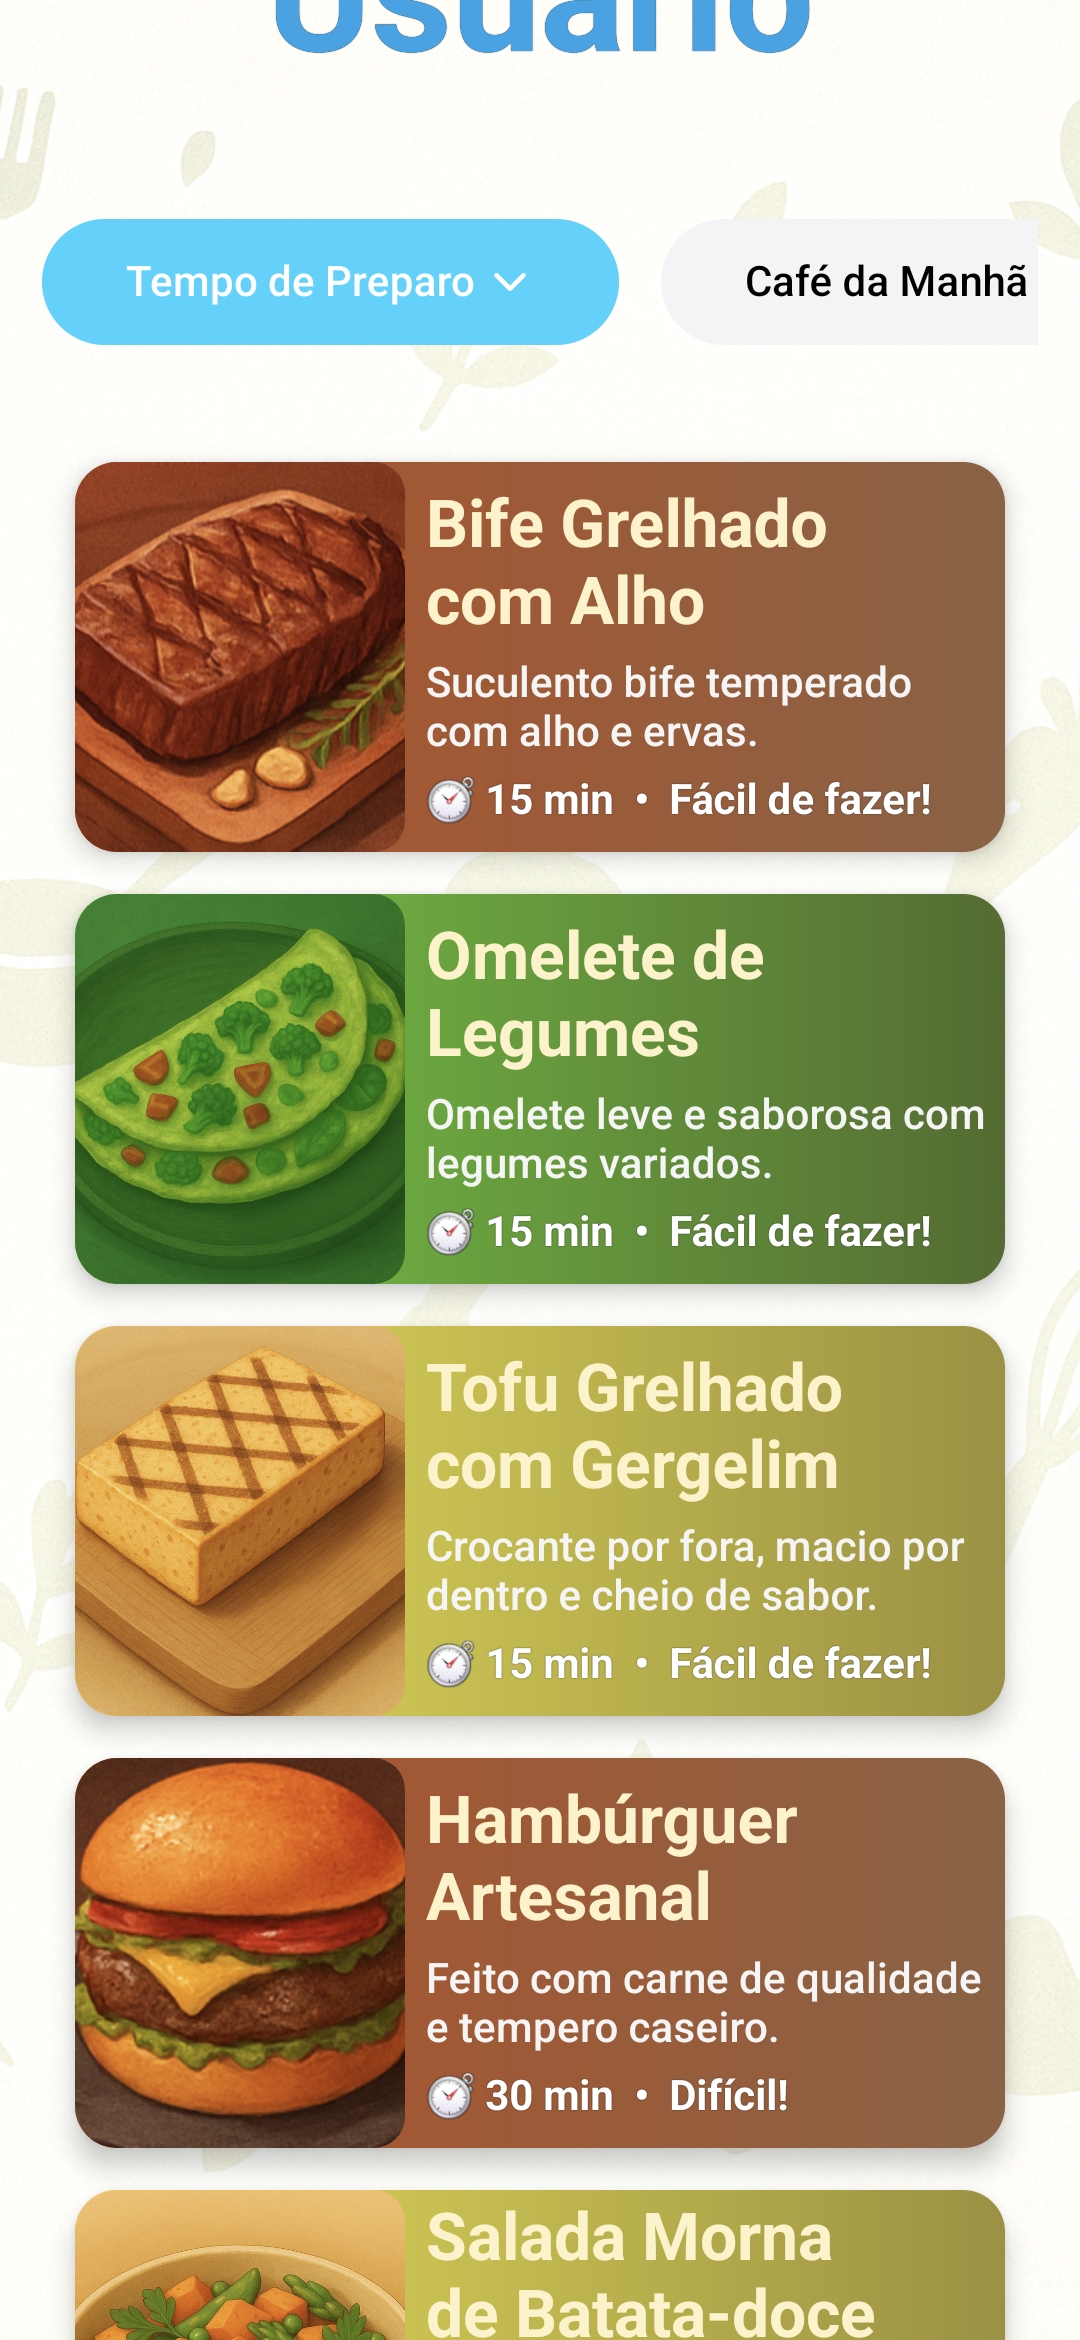 Usuário
Tempo de Preparo
Café da Manhã
Bife Grelhado
com Alho
Suculento bife temperado
com alho e ervas.
15 min • Fácil de fazer!
Omelete de
Legumes
Omelete leve e saborosa com
legumes variados.
15 min • Fácil de fazer!
Tofu Grelhado
com Gergelim
Crocante por fora, macio por
dentro e cheio de sabor.
15 min • Fácil de fazer!
Hambúrguer
Artesanal
Feito com carne de qualidade
e tempero caseiro.
30 min • Difícil!
Salada Morna
de Batata-doce